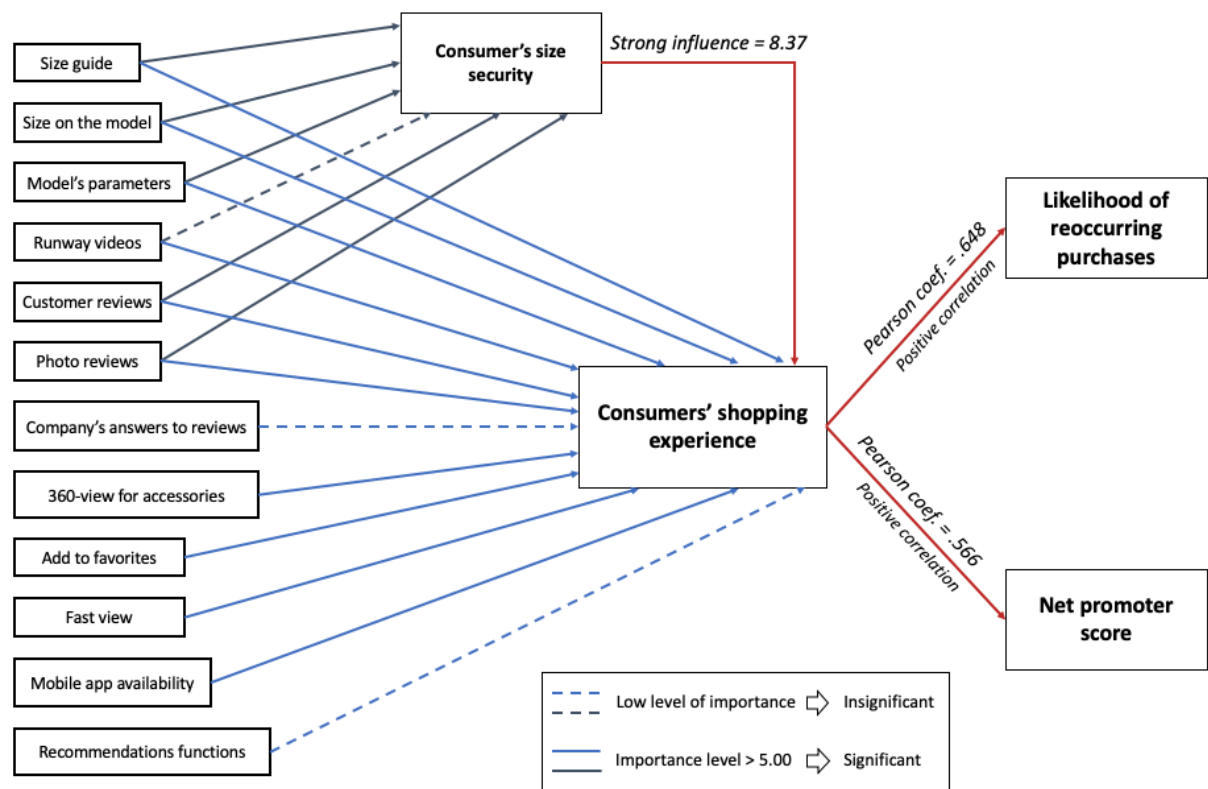 Size guide
Size on the model
Model's parameters
Runway videos
Customer reviews
Photo reviews
Company's answers to reviews
360-view for accessories
Add to favorites
Fast view
Mobile app availability
Recommendations functions
Consumer's size
security
Strong influence = 8.37
Consumers' shopping
experience
Pearson coef. = .648
Positive correlation
Pearson coef. = .566
Positive correlation
Likelihood of
reoccurring
purchases
Net promoter
score
Low level of importance Insignificant
Importance level > 5.00 Significant